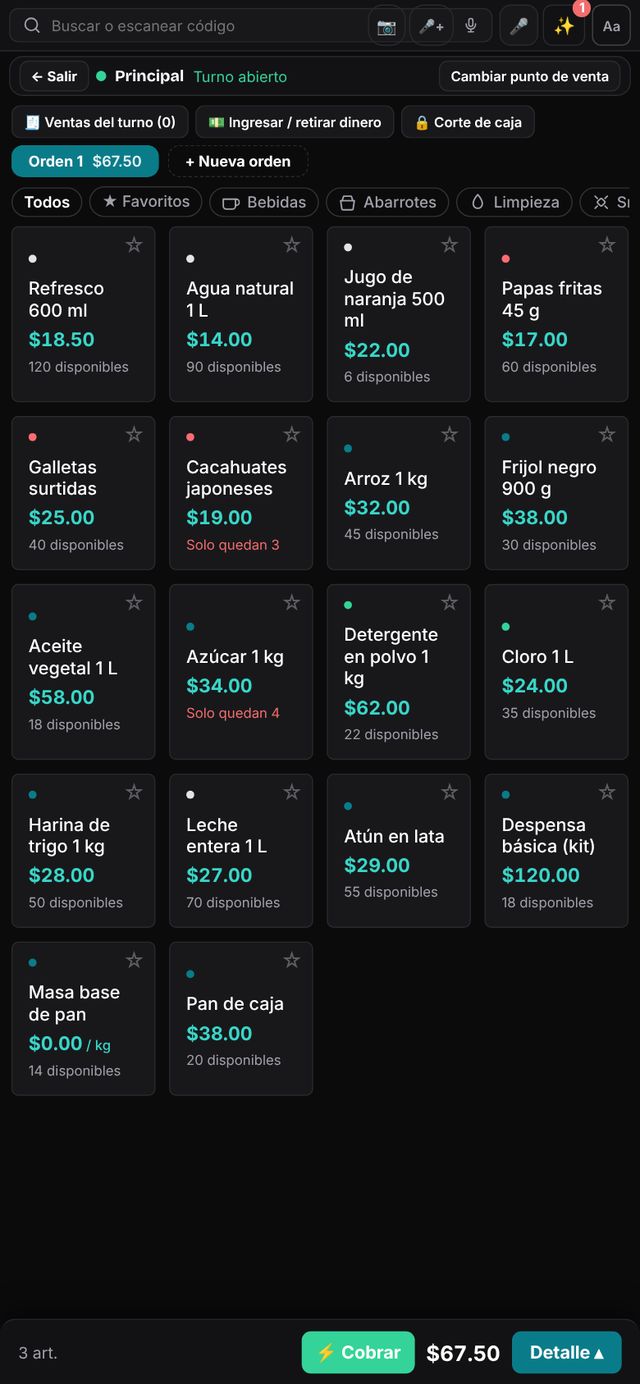 Buscar o escanear código
1
Aa
← Salir Principal Turno abierto Cambiar punto de venta
Ventas del turno (0) Ingresar / retirar dinero Corte de caja
Orden 1 $67.50 + Nueva orden
Todos ★ Favoritos Bebidas Abarrotes Limpieza
Refresco
600 ml
$18.50
120 disponibles
Agua natural
1 L
$14.00
90 disponibles
Jugo de
naranja 500
ml
$22.00
6 disponibles
Papas fritas
45 g
$17.00
60 disponibles
Galletas
surtidas
$25.00
40 disponibles
Cacahuates
japoneses
$19.00
Solo quedan 3
Arroz 1 kg
$32.00
45 disponibles
Frijol negro
900 g
$38.00
30 disponibles
Aceite
vegetal 1 L
$58.00
18 disponibles
Azúcar 1 kg
$34.00
Solo quedan 4
Detergente
en polvo 1
kg
$62.00
22 disponibles
Cloro 1 L
$24.00
35 disponibles
Harina de
trigo 1 kg
$28.00
50 disponibles
Leche
entera 1 L
$27.00
70 disponibles
Atún en lata
$29.00
55 disponibles
Despensa
básica (kit)
$120.00
18 disponibles
Masa base
de pan
$0.00 / kg
14 disponibles
Pan de caja
$38.00
20 disponibles
3 art. ⚡ Cobrar $67.50 Detalle ▲